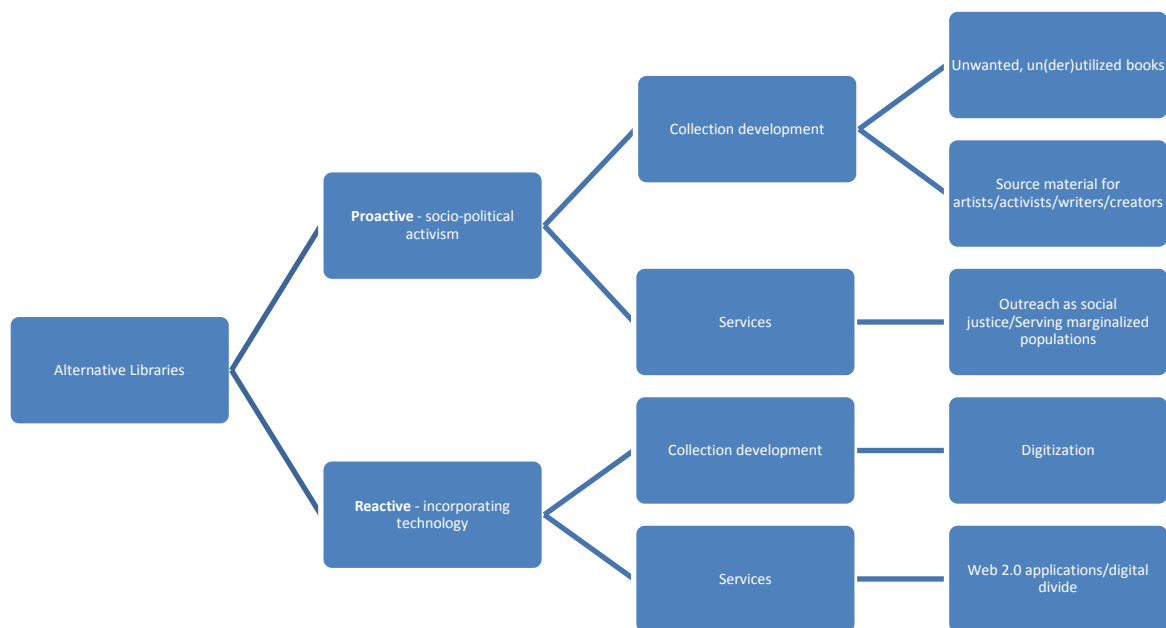 Alternative Libraries
Proactive - socio-political
activism
Collection development
Unwanted, un(der)utilized books
Source material for
artists/activists/writers/creators
Services
Outreach as social
justice/Serving marginalized
populations
Reactive - incorporating
technology
Collection development
Digitization
Services
Web 2.0 applications/digital
divide